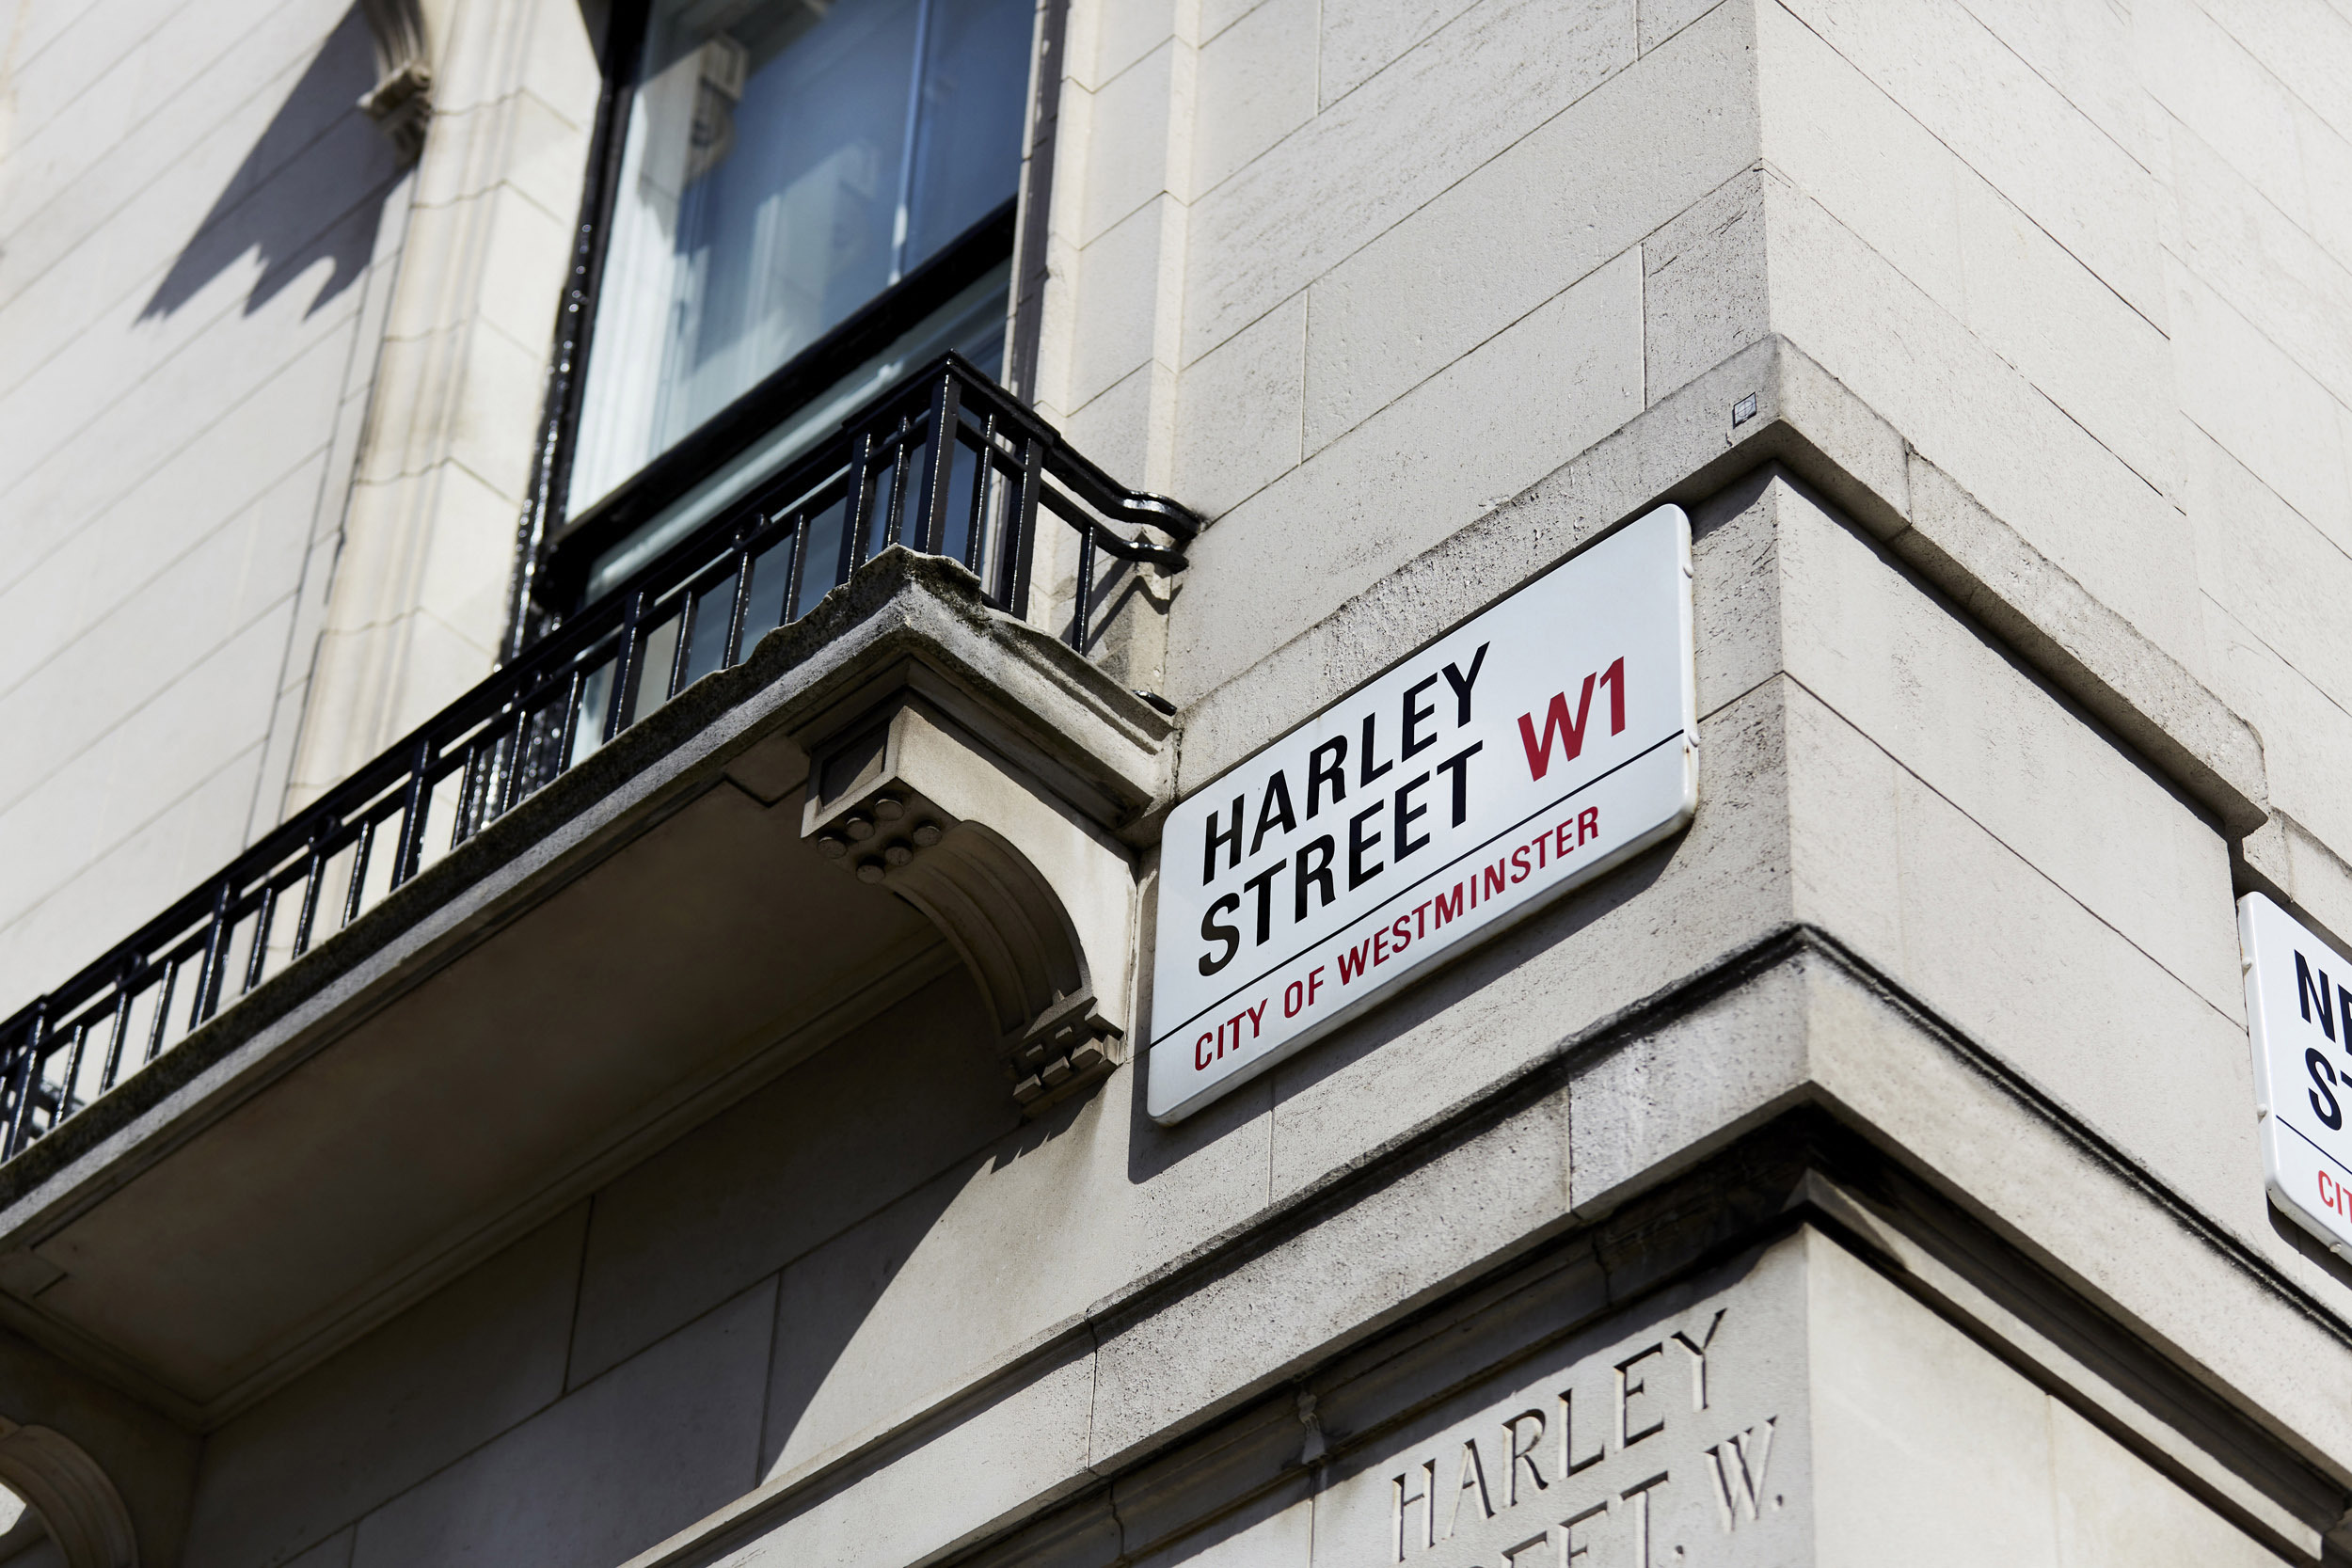 HARLEY
STREET W1
CITY OF WESTMINSTER
HARLEY
W.